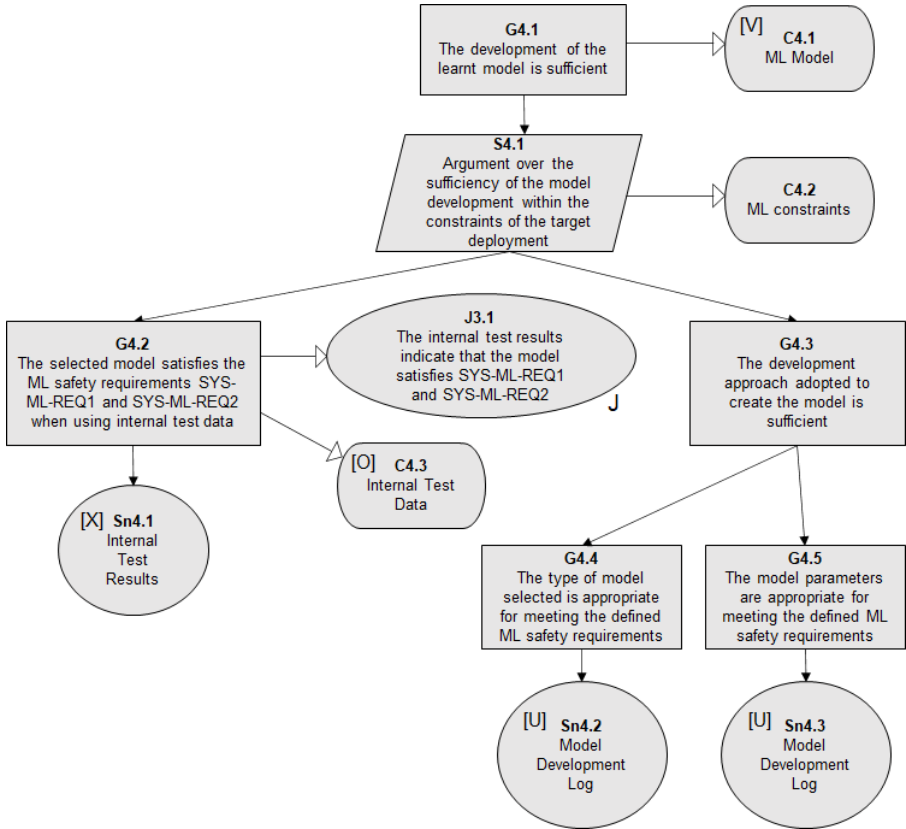 G4.1
The development of the
learnt model is sufficient
[V]
C4.1
ML Model
S4.1
Argument over the
sufficiency of the model
development within the
constraints of the target
deployment
C4.2
ML constraints
G4.2
The selected model satisfies the
ML safety requirements SYS-
ML-REQ1 and SYS-ML-REQ2
when using internal test data
J3.1
The internal test results
indicate that the model
satisfies SYS-ML-REQ1
and SYS-ML-REQ2
J
G4.3
The development
approach adopted to
create the model is
sufficient
[O]
C4.3
Internal Test
Data
[X]
Sn4.1
Internal
Test
Results
G4.4
The type of model
selected is appropriate
for meeting the defined
ML safety requirements
G4.5
The model parameters
are appropriate for
meeting the defined ML
safety requirements
[U]
Sn4.2
Model
Development
Log
[U]
Sn4.3
Model
Development
Log